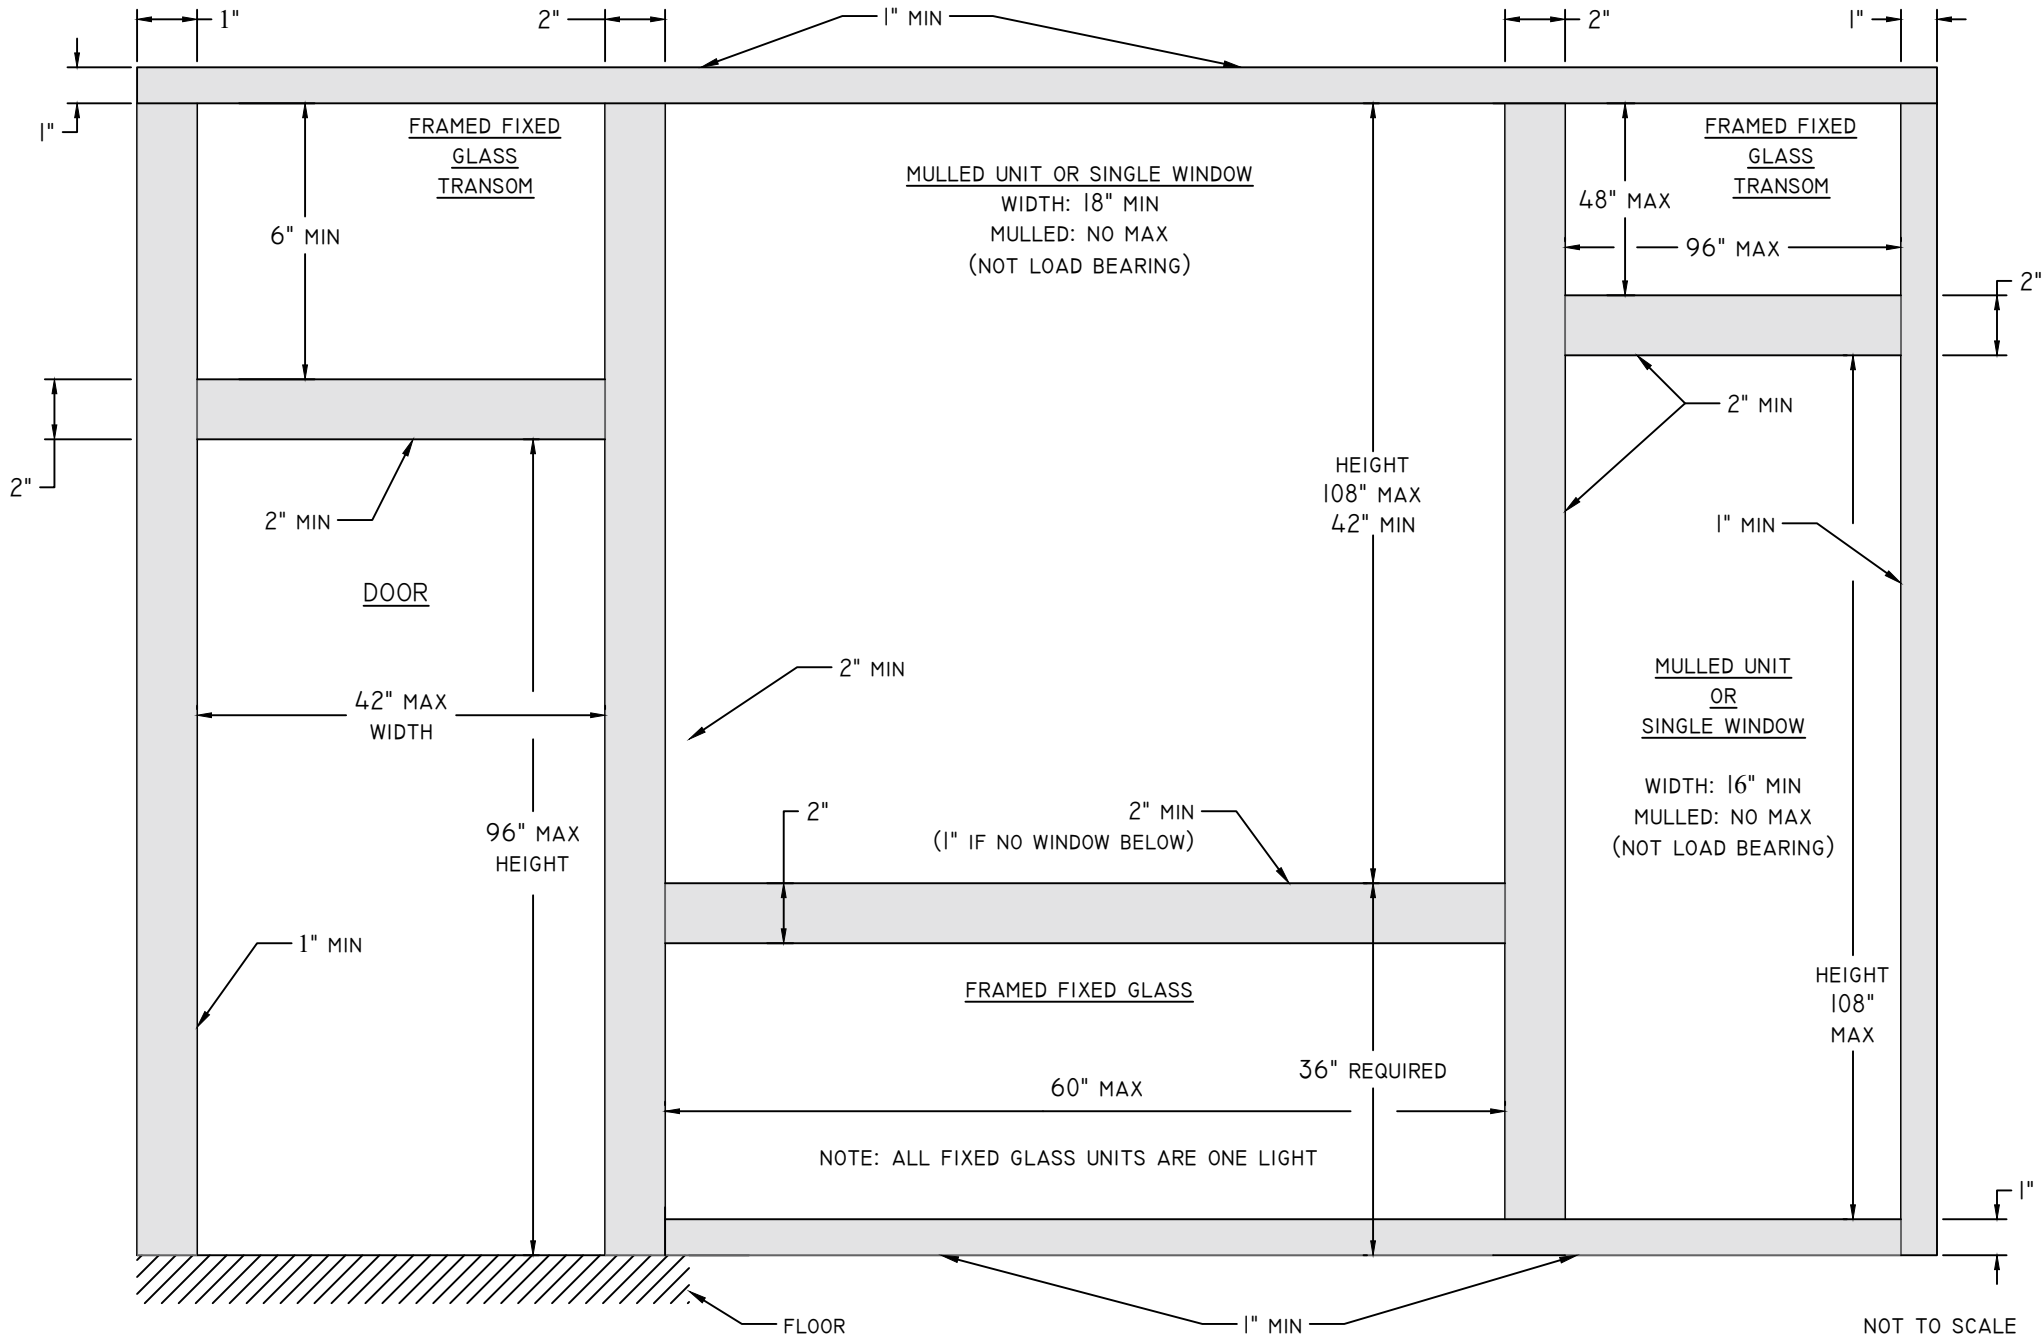 1"
2"
1" MIN
2"
1"
1"
FRAMED FIXED
GLASS
TRANSOM
6" MIN
MULLED UNIT OR SINGLE WINDOW
WIDTH: 18" MIN
MULLED: NO MAX
(NOT LOAD BEARING)
FRAMED FIXED
GLASS
TRANSOM
48" MAX
96" MAX
2"
2"
2" MIN
2" MIN
HEIGHT
108" MAX
42" MIN
1" MIN
DOOR
42" MAX
WIDTH
2" MIN
MULLED UNIT
OR
SINGLE WINDOW
WIDTH: 16" MIN
MULLED: NO MAX
(NOT LOAD BEARING)
96" MAX
HEIGHT
2"
2" MIN
(1" IF NO WINDOW BELOW)
1" MIN
FRAMED FIXED GLASS
HEIGHT
108"
MAX
36" REQUIRED
60" MAX
NOTE: ALL FIXED GLASS UNITS ARE ONE LIGHT
1"
FLOOR
1" MIN
NOT TO SCALE